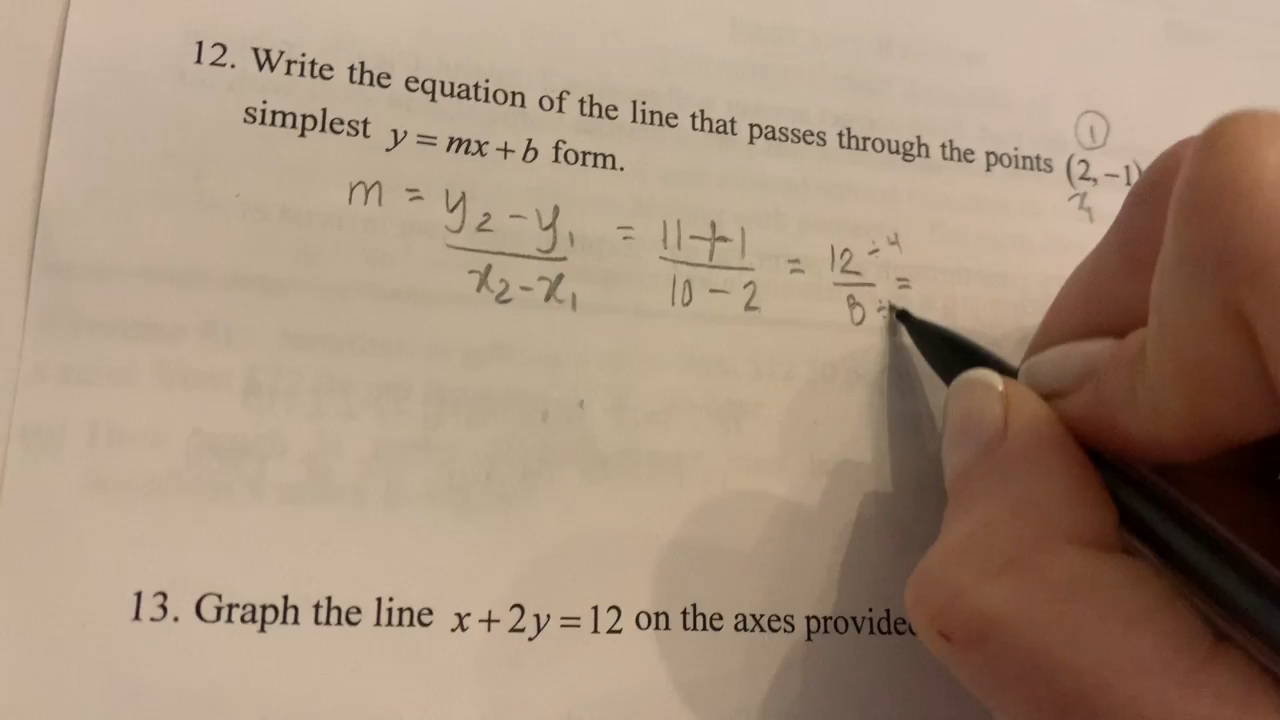 12. Write the equation of the line that passes through the points (2, -1)
simplest y = mx + b form.
①
x₁
m = y₂ - y₁ / x₂ - x₁ = 11 + 1 / 10 - 2 = 12 ÷ 4 / 8 ÷ =
13. Graph the line x + 2y = 12 on the axes